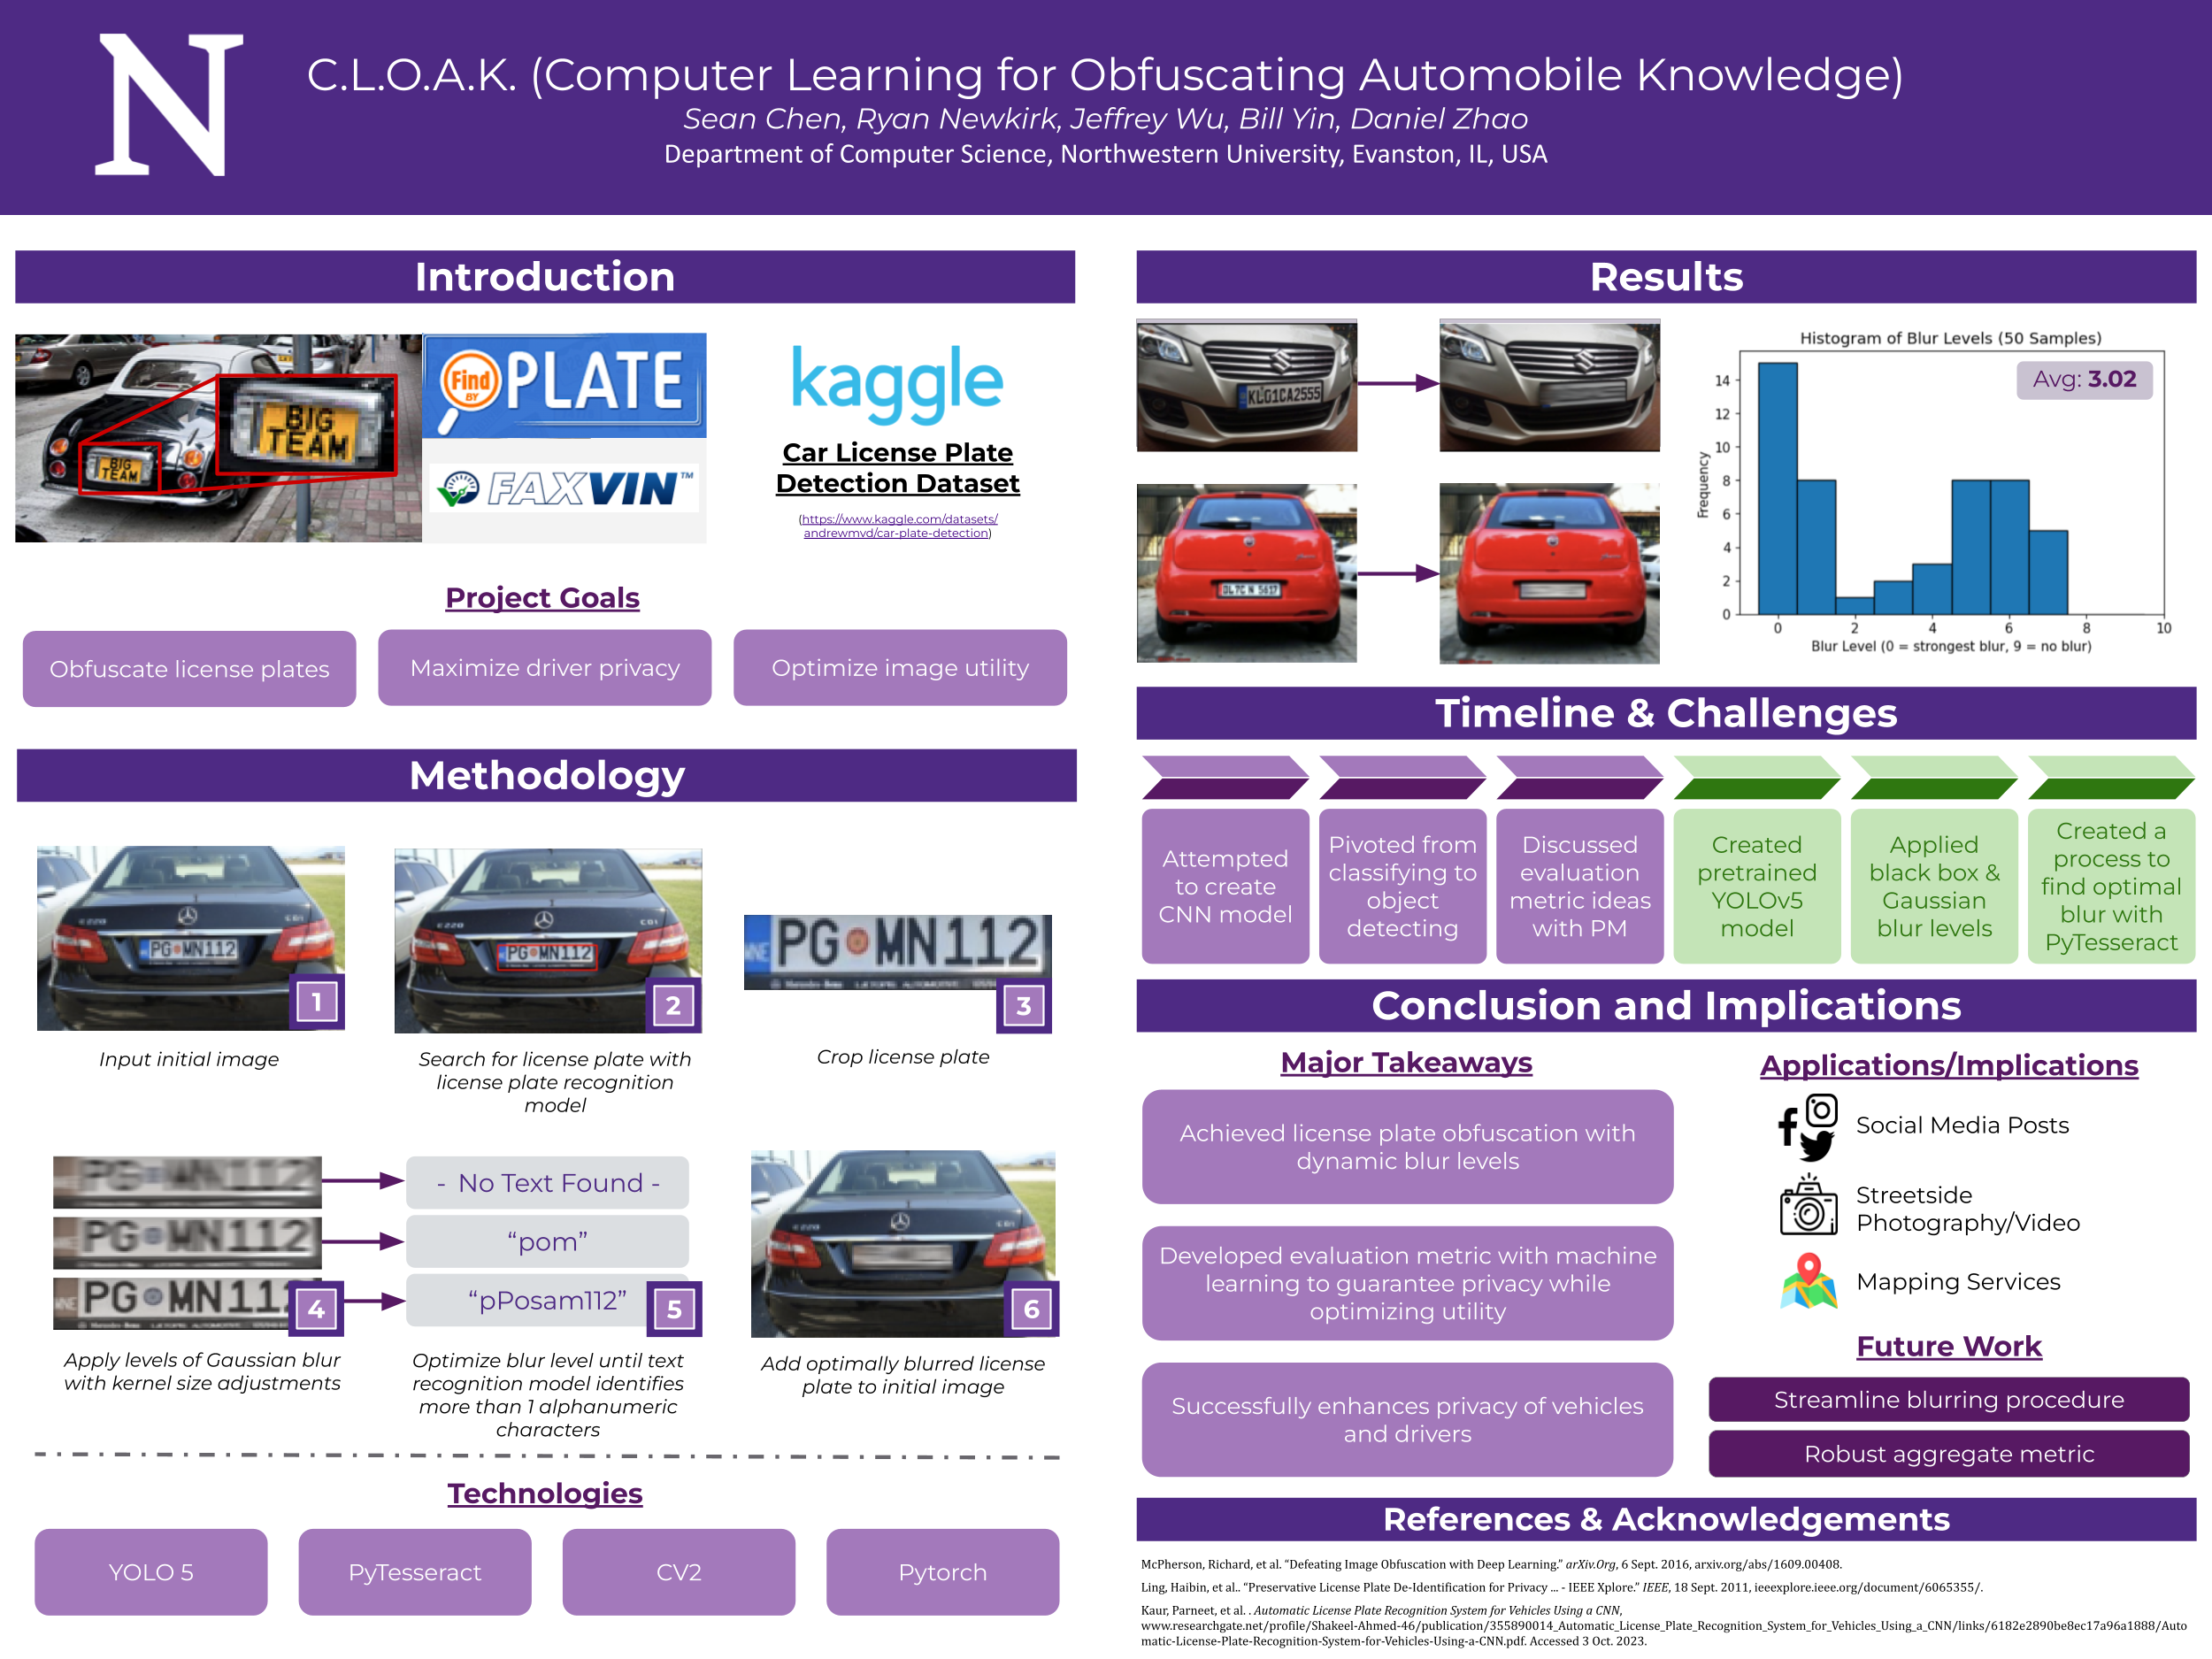 N
C.L.O.A.K. (Computer Learning for Obfuscating Automobile Knowledge)
Sean Chen, Ryan Newkirk, Jeffrey Wu, Bill Yin, Daniel Zhao
Department of Computer Science, Northwestern University, Evanston, IL, USA
Introduction
BIG
TEAM
BIG
TEAM
Find
BY
PLATE
FAXVIN™
kaggle
Car License Plate
Detection Dataset
(https://www.kaggle.com/datasets/
andrewmvd/car-plate-detection)
Project Goals
Obfuscate license plates
Maximize driver privacy
Optimize image utility
Methodology
E220
CDI
PG MN112
1
Input initial image
E220
CDI
PG MN112
2
Search for license plate with
license plate recognition
model
PG MN112
3
Crop license plate
PG MN112
PG MN112
PG MN112
4
Apply levels of Gaussian blur
with kernel size adjustments
- No Text Found -
“pom”
“pPosam112”
5
Optimize blur level until text
recognition model identifies
more than 1 alphanumeric
characters
6
Add optimally blurred license
plate to initial image
Technologies
YOLO 5
PyTesseract
CV2
Pytorch
Results
KL01CA2555
DL7C N 5617
Histogram of Blur Levels (50 Samples)
Avg: 3.02
Frequency
14
12
10
8
6
4
2
0
0
2
4
6
8
10
Blur Level (0 = strongest blur, 9 = no blur)
Timeline & Challenges
Attempted
to create
CNN model
Pivoted from
classifying to
object
detecting
Discussed
evaluation
metric ideas
with PM
Created
pretrained
YOLOv5
model
Applied
black box &
Gaussian
blur levels
Created a
process to
find optimal
blur with
PyTesseract
Conclusion and Implications
Major Takeaways
Achieved license plate obfuscation with
dynamic blur levels
Developed evaluation metric with machine
learning to guarantee privacy while
optimizing utility
Successfully enhances privacy of vehicles
and drivers
Applications/Implications
Social Media Posts
Streetside
Photography/Video
Mapping Services
Future Work
Streamline blurring procedure
Robust aggregate metric
References & Acknowledgements
McPherson, Richard, et al. “Defeating Image Obfuscation with Deep Learning.” arXiv.Org, 6 Sept. 2016, arxiv.org/abs/1609.00408.
Ling, Haibin, et al.. “Preservative License Plate De-Identification for Privacy ... - IEEE Xplore.” IEEE, 18 Sept. 2011, ieeexplore.ieee.org/document/6065355/.
Kaur, Parneet, et al. . Automatic License Plate Recognition System for Vehicles Using a CNN,
www.researchgate.net/profile/Shakeel-Ahmed-46/publication/355890014_Automatic_License_Plate_Recognition_System_for_Vehicles_Using_a_CNN/links/6182e2890be8ec17a96a1888/Auto
matic-License-Plate-Recognition-System-for-Vehicles-Using-a-CNN.pdf. Accessed 3 Oct. 2023.